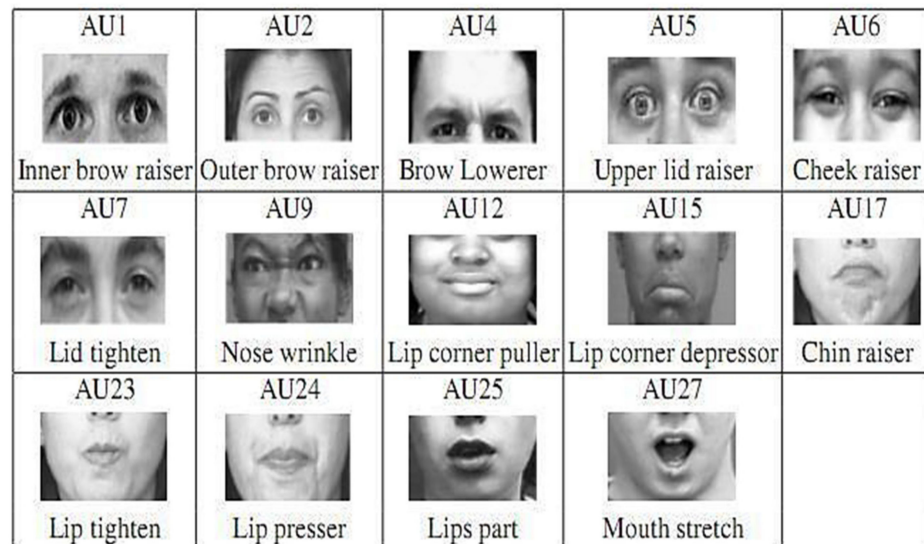 AU1 AU2 AU4 AU5 AU6
Inner brow raiser Outer brow raiser Brow Lowerer Upper lid raiser Cheek raiser
AU7 AU9 AU12 AU15 AU17
Lid tighten Nose wrinkle Lip corner puller Lip corner depressor Chin raiser
AU23 AU24 AU25 AU27
Lip tighten Lip presser Lips part Mouth stretch